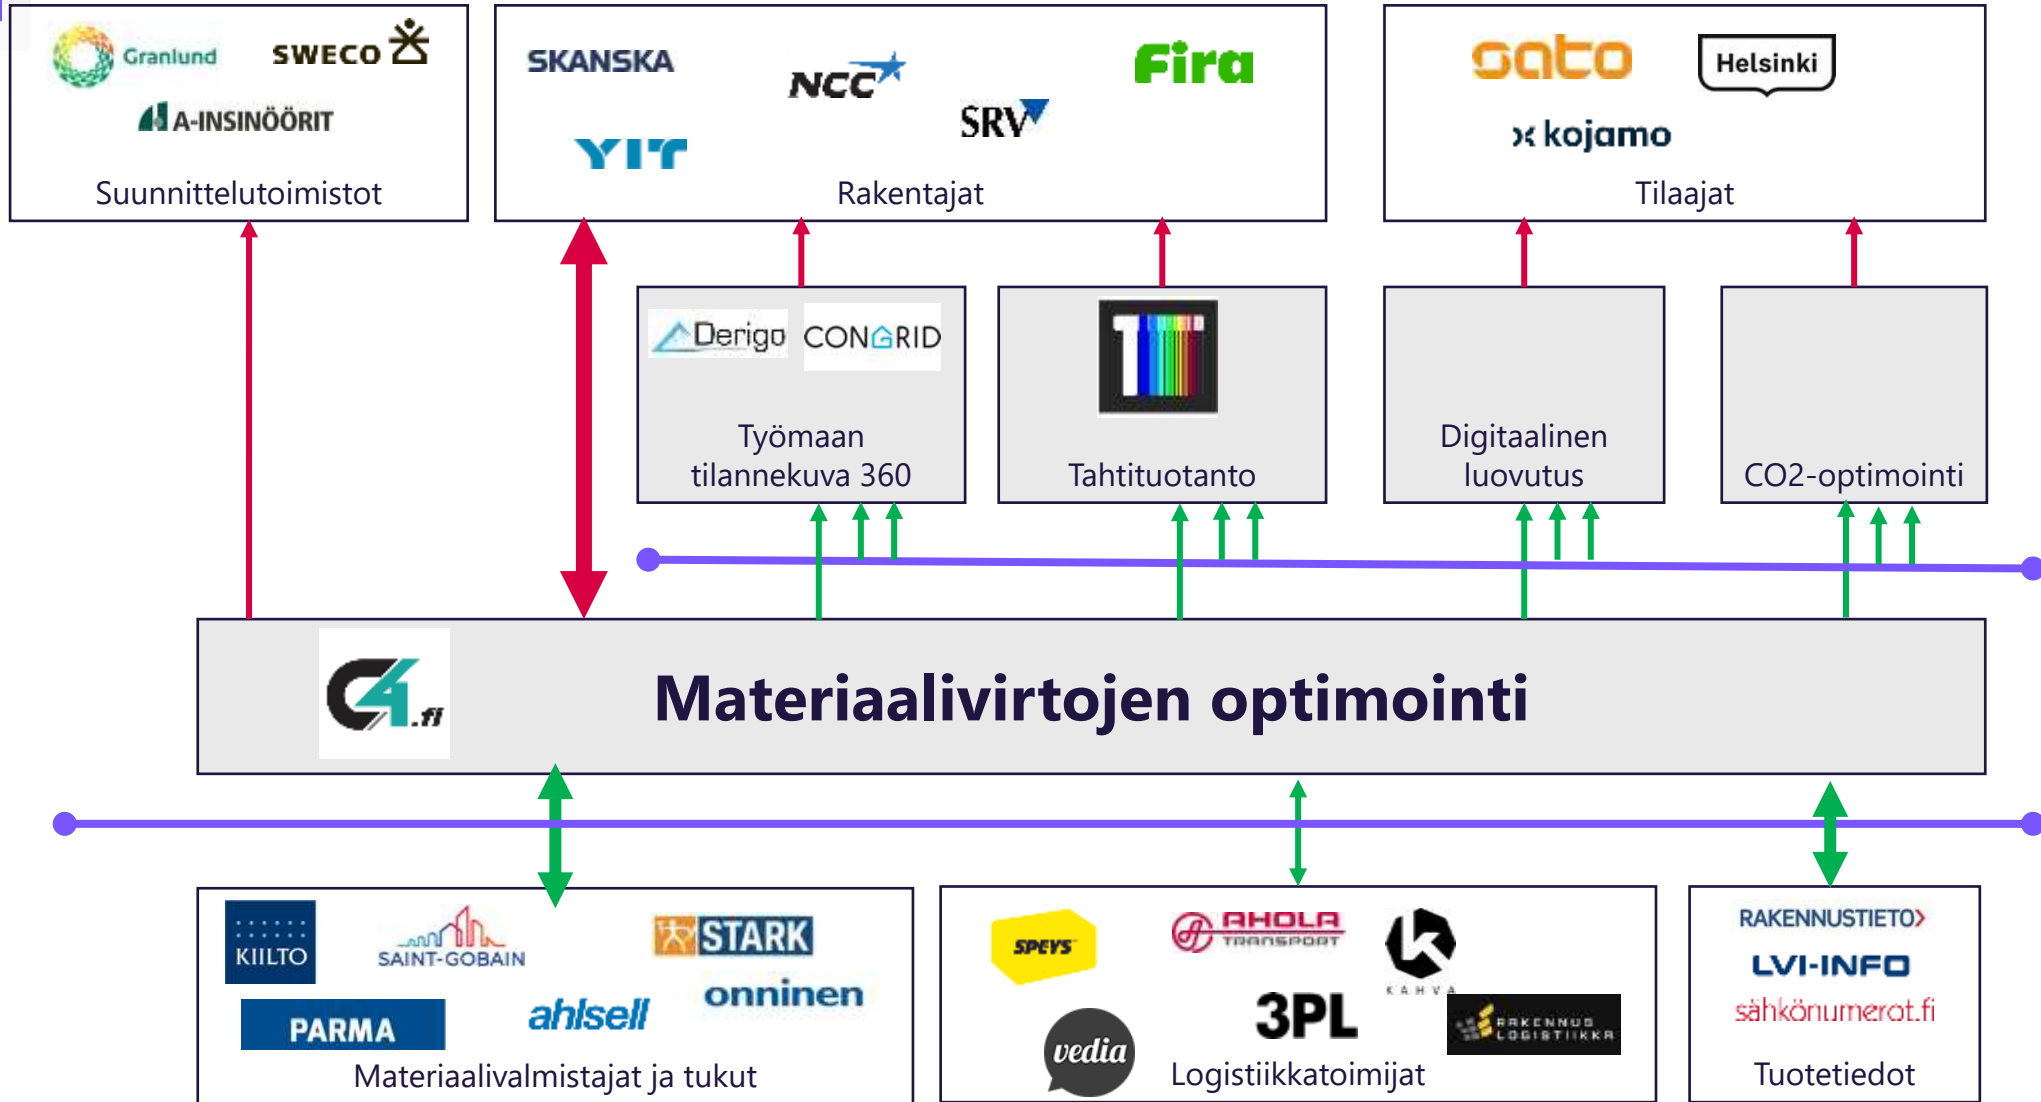 Granlund
SWECO
A-INSINÖÖRIT
Suunnittelutoimistot
SKANSKA
NCC
Fira
SRV
YIT
Rakentajat
sato
Helsinki
kojamo
Tilaajat
Derigo
CONGRID
Työmaan
tilannekuva 360
Tahtituotanto
Digitaalinen
luovutus
CO2-optimointi
C4.fi
Materiaalivirtojen optimointi
KIILTO
SAINT-GOBAIN
STARK
PARMA
ahlsell
onninen
Materiaalivalmistajat ja tukut
SPEYS
AHOLA
TRANSPORT
KAHVA
vedia
3PL
RAKENNUS
LOGISTIIKKA
Logistiikkatoimijat
RAKENNUSTIETO>
LVI-INFO
sähkönumerot.fi
Tuotetiedot